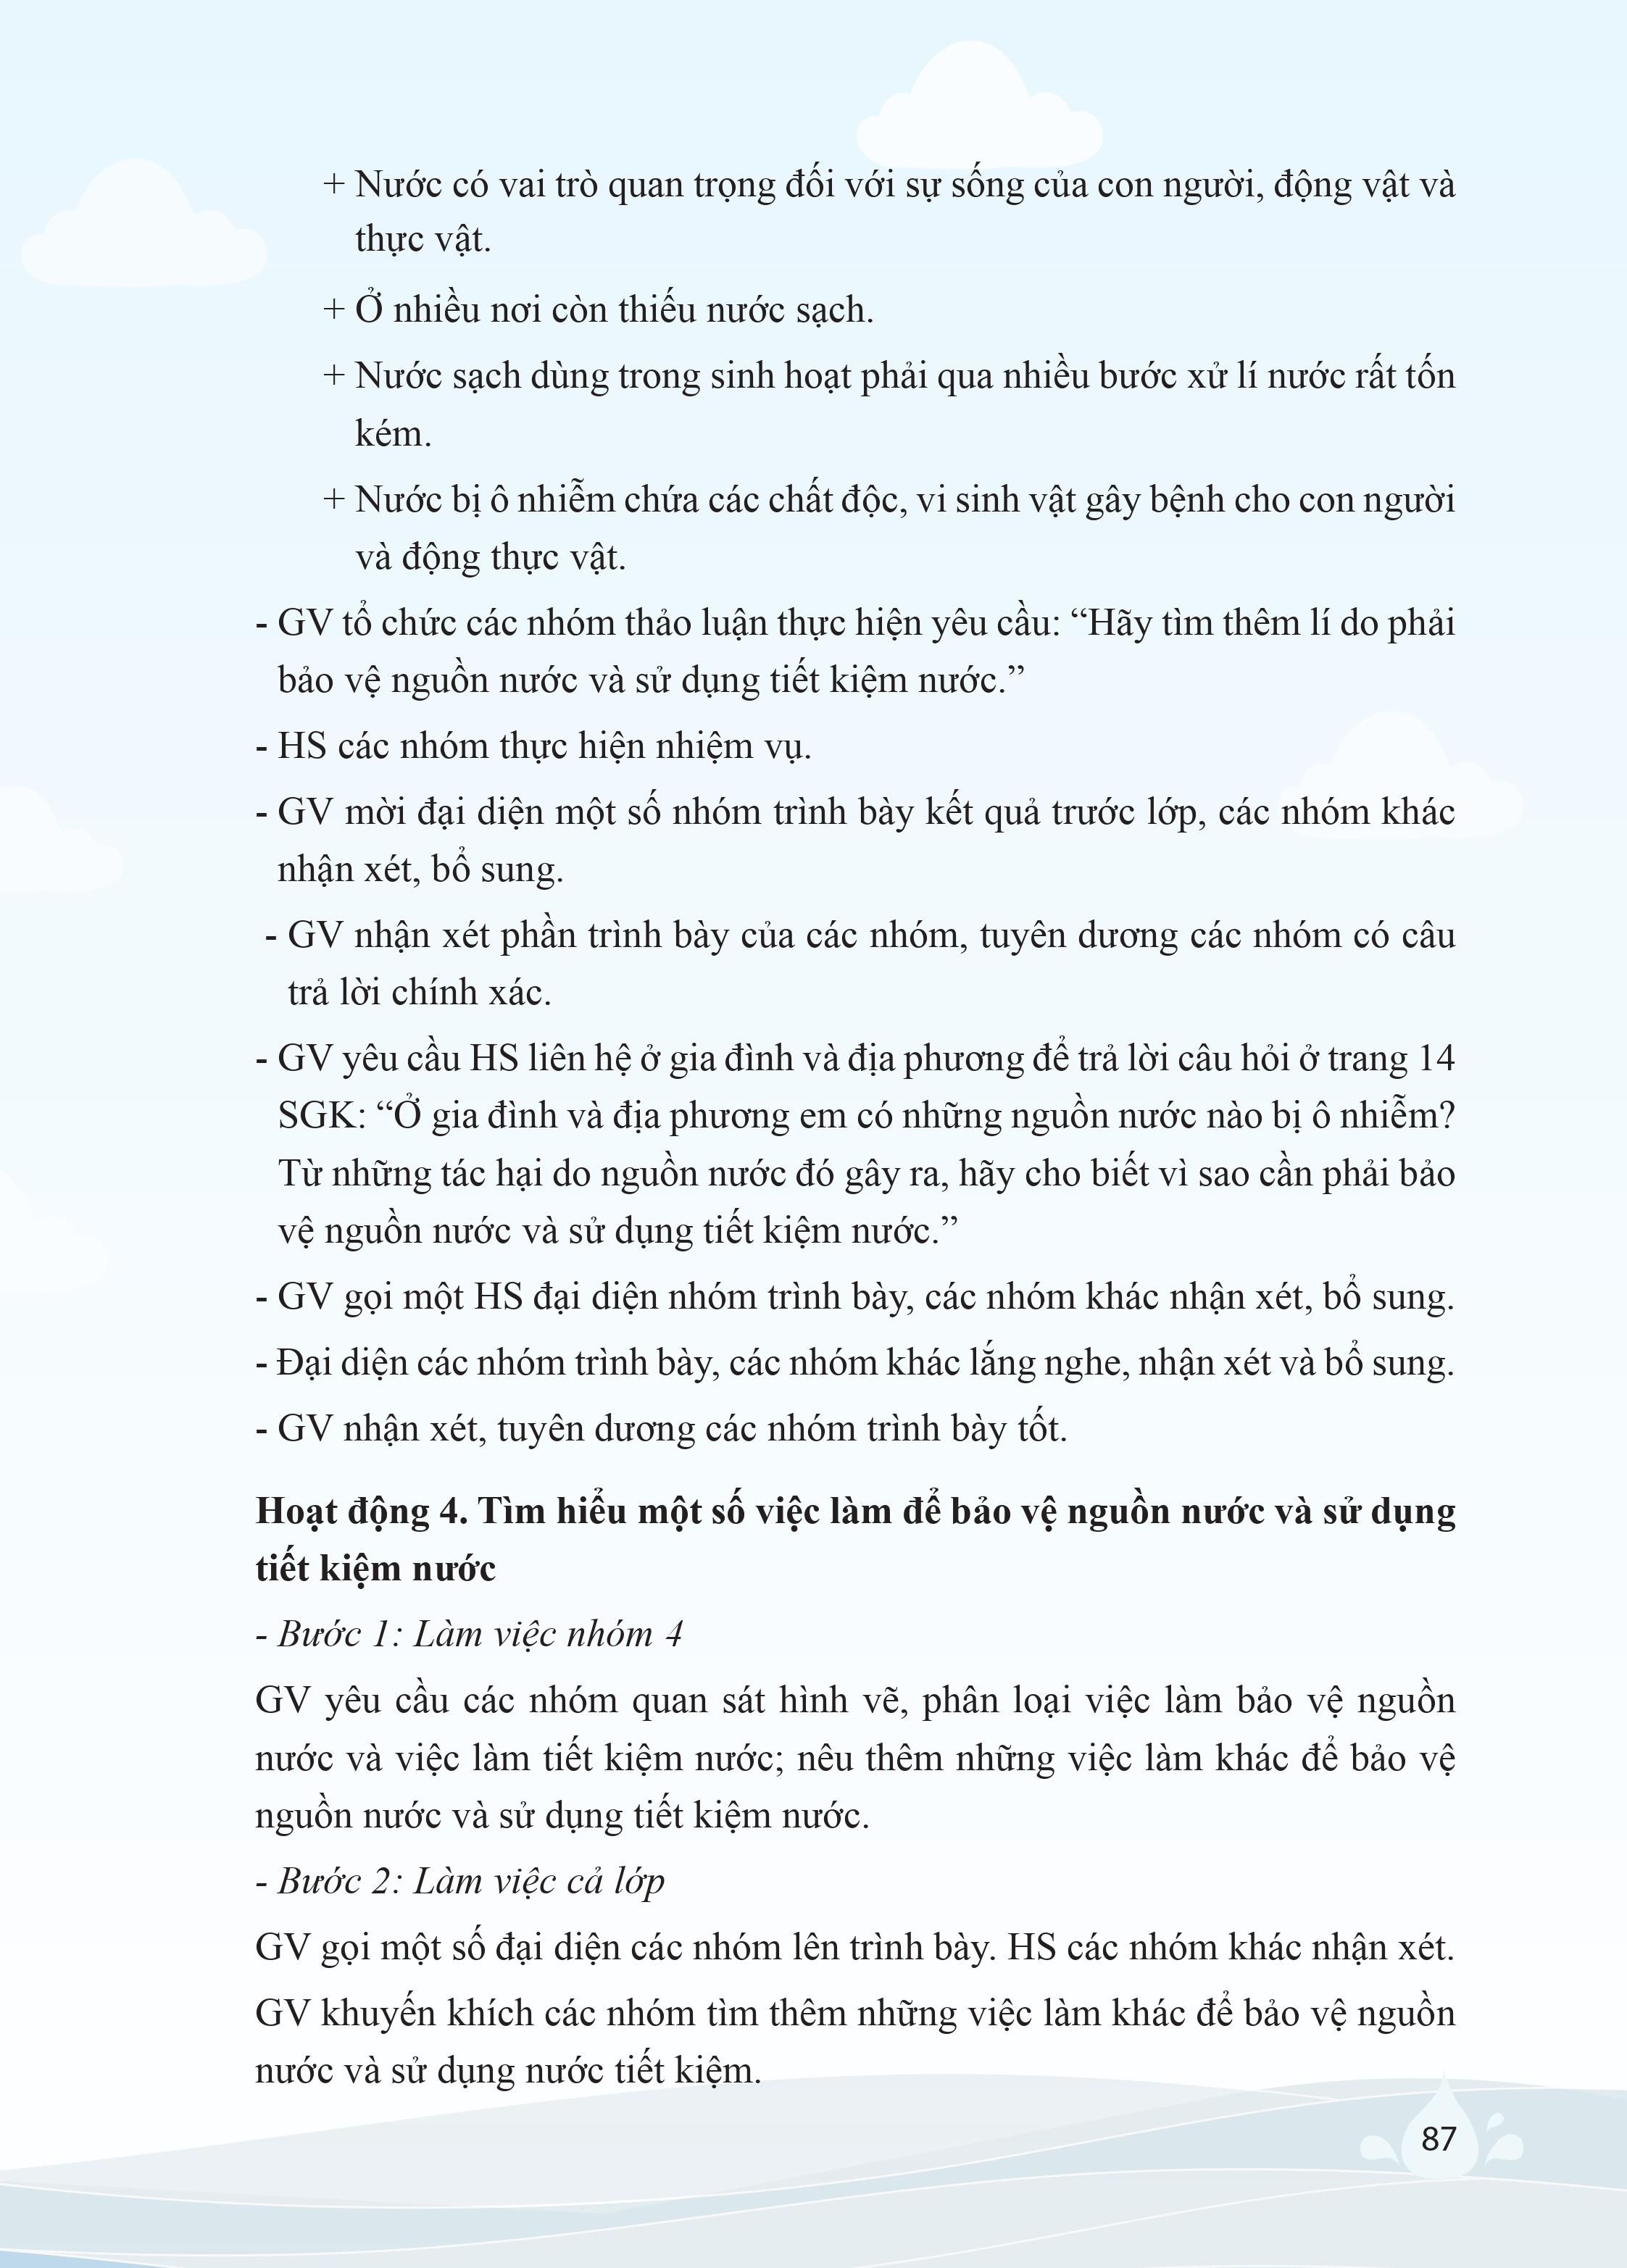 + Nước có vai trò quan trọng đối với sự sống của con người, động vật và
thực vật.
+ Ở nhiều nơi còn thiếu nước sạch.
+ Nước sạch dùng trong sinh hoạt phải qua nhiều bước xử lí nước rất tốn
kém.
+ Nước bị ô nhiễm chứa các chất độc, vi sinh vật gây bệnh cho con người
và động thực vật.
- GV tổ chức các nhóm thảo luận thực hiện yêu cầu: “Hãy tìm thêm lí do phải
bảo vệ nguồn nước và sử dụng tiết kiệm nước.”
- HS các nhóm thực hiện nhiệm vụ.
- GV mời đại diện một số nhóm trình bày kết quả trước lớp, các nhóm khác
nhận xét, bổ sung.
- GV nhận xét phần trình bày của các nhóm, tuyên dương các nhóm có câu
trả lời chính xác.
- GV yêu cầu HS liên hệ ở gia đình và địa phương để trả lời câu hỏi ở trang 14
SGK: “Ở gia đình và địa phương em có những nguồn nước nào bị ô nhiễm?
Từ những tác hại do nguồn nước đó gây ra, hãy cho biết vì sao cần phải bảo
vệ nguồn nước và sử dụng tiết kiệm nước.”
- GV gọi một HS đại diện nhóm trình bày, các nhóm khác nhận xét, bổ sung.
- Đại diện các nhóm trình bày, các nhóm khác lắng nghe, nhận xét và bổ sung.
- GV nhận xét, tuyên dương các nhóm trình bày tốt.
Hoạt động 4. Tìm hiểu một số việc làm để bảo vệ nguồn nước và sử dụng
tiết kiệm nước
- Bước 1: Làm việc nhóm 4
GV yêu cầu các nhóm quan sát hình vẽ, phân loại việc làm bảo vệ nguồn
nước và việc làm tiết kiệm nước; nêu thêm những việc làm khác để bảo vệ
nguồn nước và sử dụng tiết kiệm nước.
- Bước 2: Làm việc cả lớp
GV gọi một số đại diện các nhóm lên trình bày. HS các nhóm khác nhận xét.
GV khuyến khích các nhóm tìm thêm những việc làm khác để bảo vệ nguồn
nước và sử dụng nước tiết kiệm.
87